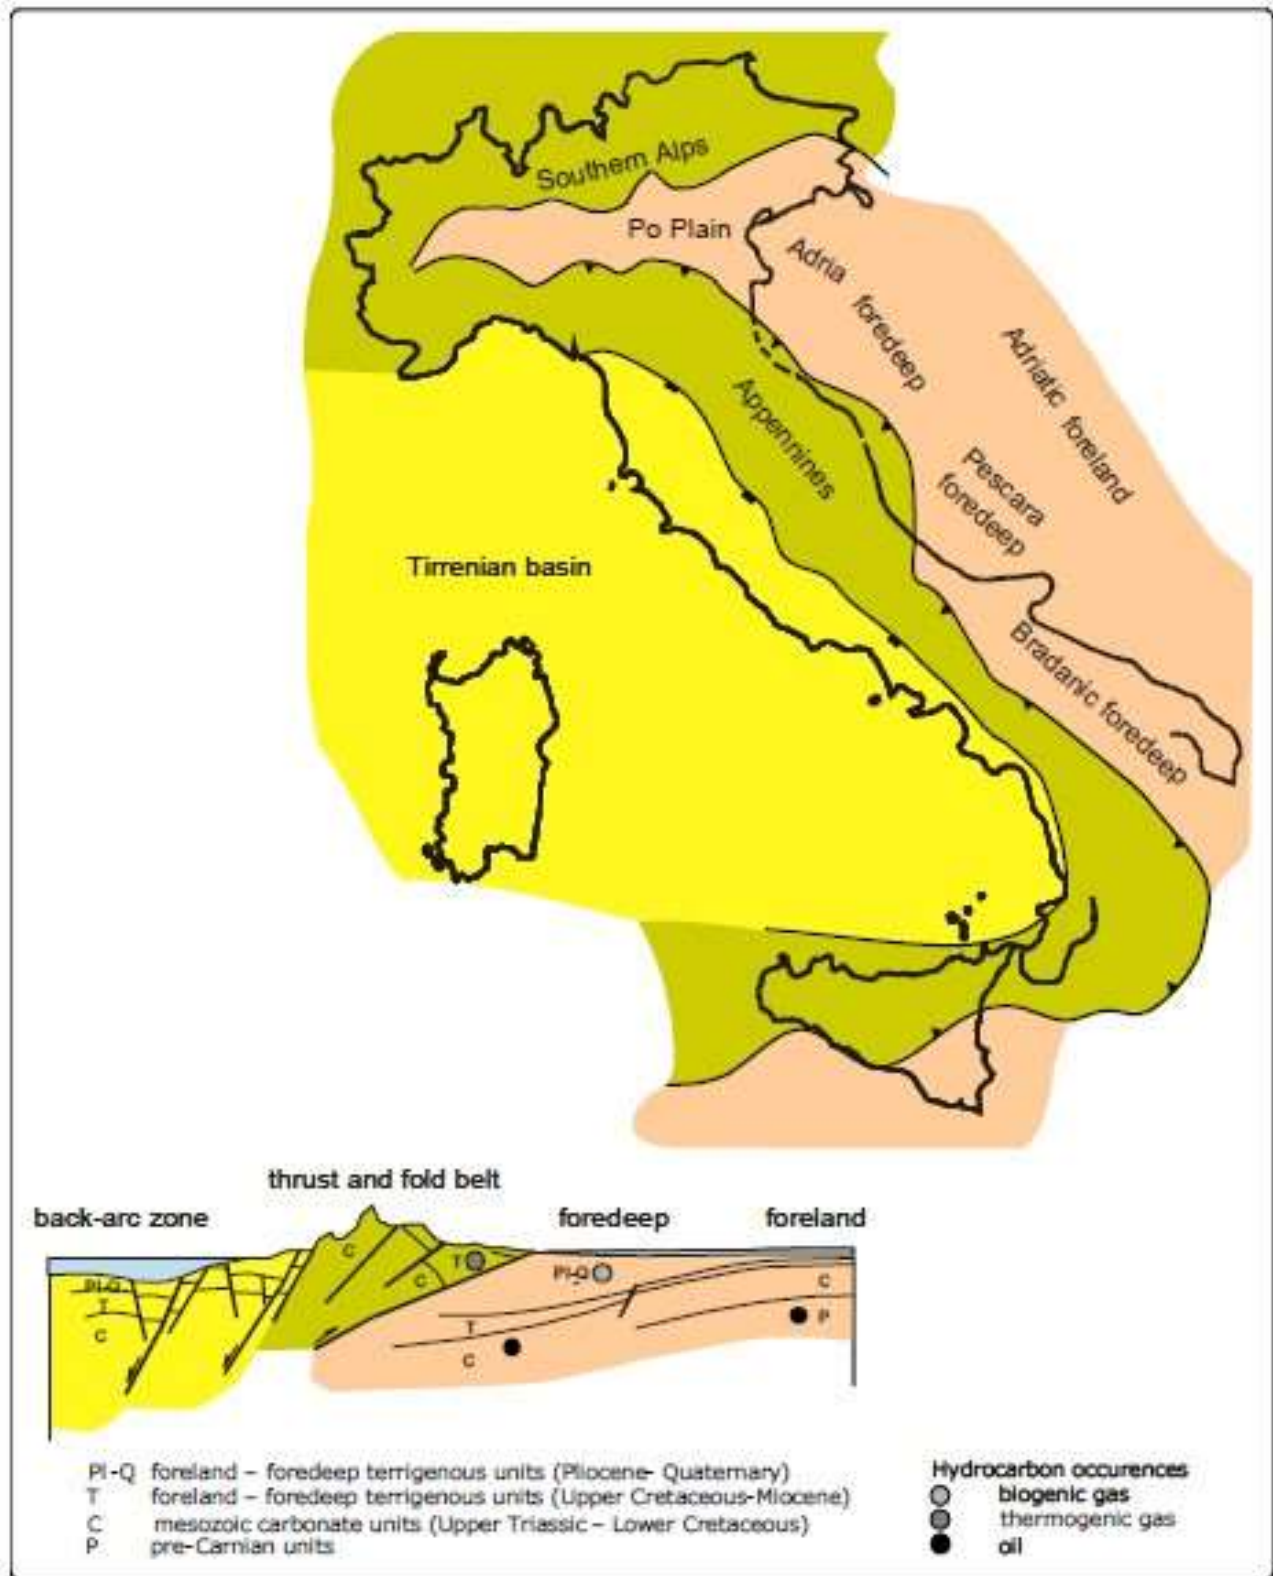 Southern Alps
Po Plain
Adria foredeep
Adriatic foreland
Appennines
Pescara
foredeep
Tirrenian basin
Bradanic foredeep
thrust and fold belt
back-arc zone
foredeep
foreland
C
T
C
Pl-Q
C
Pl-Q
T
C
P
T
C
Pl-Q foreland – foredeep terrigenous units (Pliocene- Quaternary)
T foreland – foredeep terrigenous units (Upper Cretaceous-Miocene)
C mesozoic carbonate units (Upper Triassic – Lower Cretaceous)
P pre-Carnian units
Hydrocarbon occurences
biogenic gas
thermogenic gas
oil